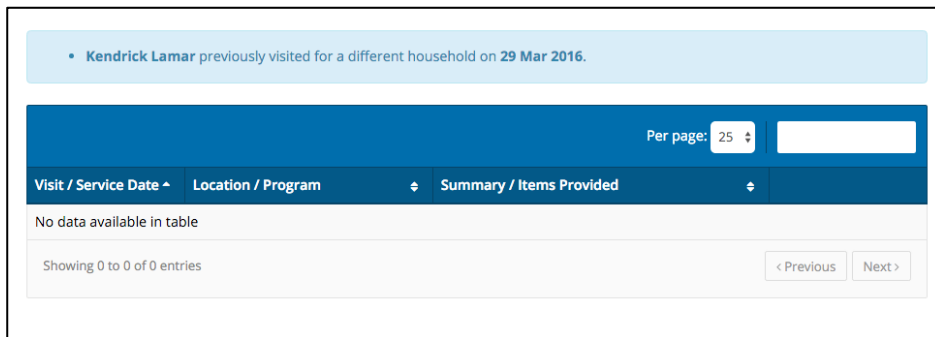 • Kendrick Lamar previously visited for a different household on 29 Mar 2016.
Per page: 25
Visit / Service Date Location / Program Summary / Items Provided
No data available in table
Showing 0 to 0 of 0 entries ‹ Previous Next ›